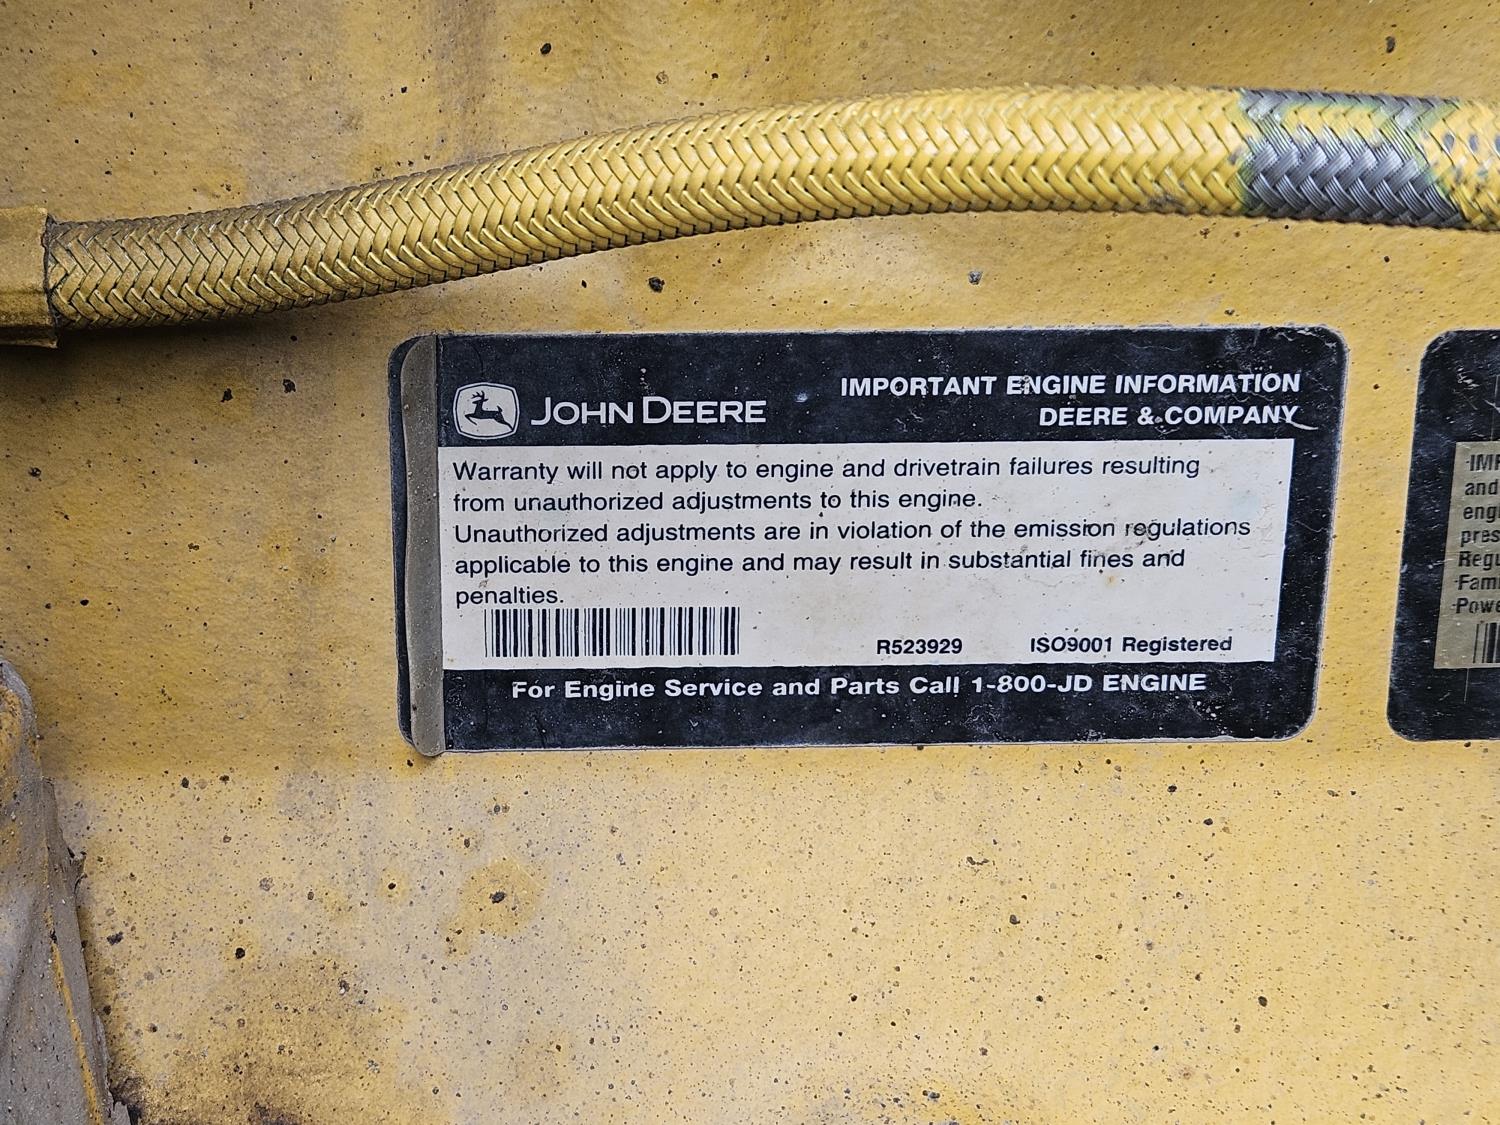 JOHN DEERE
IMPORTANT ENGINE INFORMATION
DEERE & COMPANY
Warranty will not apply to engine and drivetrain failures resulting
from unauthorized adjustments to this engine.
Unauthorized adjustments are in violation of the emission regulations
applicable to this engine and may result in substantial fines and
penalties.
R523929 ISO9001 Registered
For Engine Service and Parts Call 1-800-JD ENGINE
and